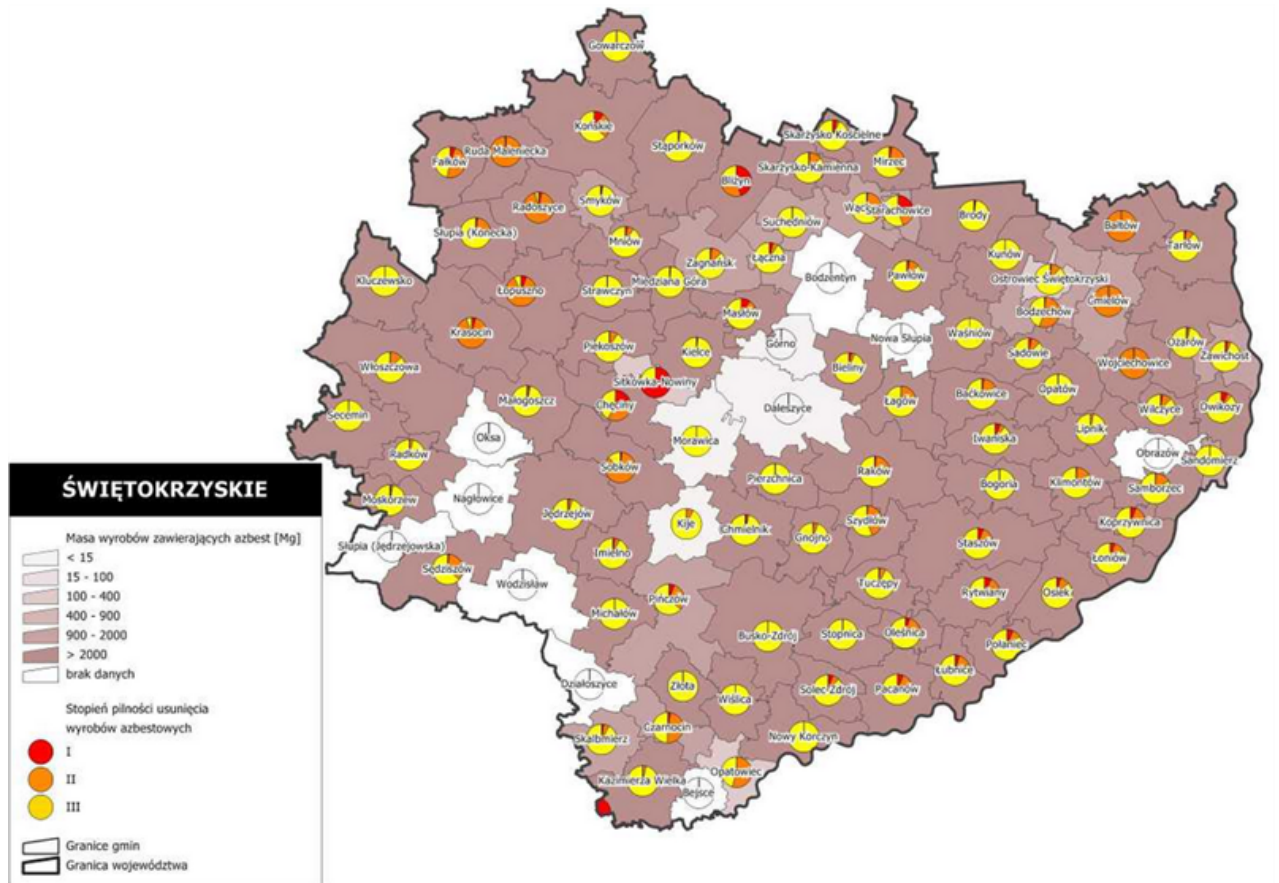 Gowarczów
Końskie
Skarżysko Kościelne
Ruda Maleniecka
Stąporków
Fałków
Skarżysko-Kamienna
Mirzec
Bliżyn
Radoszyce
Smyków
Starachowice
Suchedniów
Brody
Bałtów
Słupia (Konecka)
Mniów
Tarłów
Łączna
Kunów
Zagnańsk
Kluczewsko
Bodzentyn
Pawłów
Ostrowiec Świętokrzyski
Łopuszno
Strawczyn
Miedziana Góra
Ćmielów
Masłów
Bodzechów
Krasocin
Nowa Słupia
Waśniów
Piekoszów
Kielce
Górno
Sadowie
Ożarów
Zawichost
Włoszczowa
Bieliny
Wojciechowice
Sitkówka-Nowiny
Małogoszcz
Chęciny
Daleszyce
Łagów
Baćkowice
Opatów
Wilczyce
Dwikozy
Secemin
Oksa
Morawica
Iwaniska
Lipnik
Radków
Obrazów
Sandomierz
Sobków
Pierzchnica
Raków
Bogoria
Klimontów
Samborzec
Moskorzew
Nagłowice
Jędrzejów
Kije
Chmielnik
Gnojno
Szydłów
Koprzywnica
Słupia (Jędrzejowska)
Imielno
Staszów
Łoniów
Sędziszów
Wodzisław
Tuczępy
Rytwiany
Osiek
Michałów
Pińczów
Busko-Zdrój
Stopnica
Oleśnica
Połaniec
Łubnice
Działoszyce
Złota
Wiślica
Solec-Zdrój
Pacanów
Skalbmierz
Czarnocin
Nowy Korczyn
Kazimierza Wielka
Opatowiec
Bejsce
ŚWIĘTOKRZYSKIE
Masa wyrobów zawierających azbest [Mg]
< 15
15 - 100
100 - 400
400 - 900
900 - 2000
> 2000
brak danych
Stopień pilności usunięcia
wyrobów azbestowych
I
II
III
Granice gmin
Granica województwa